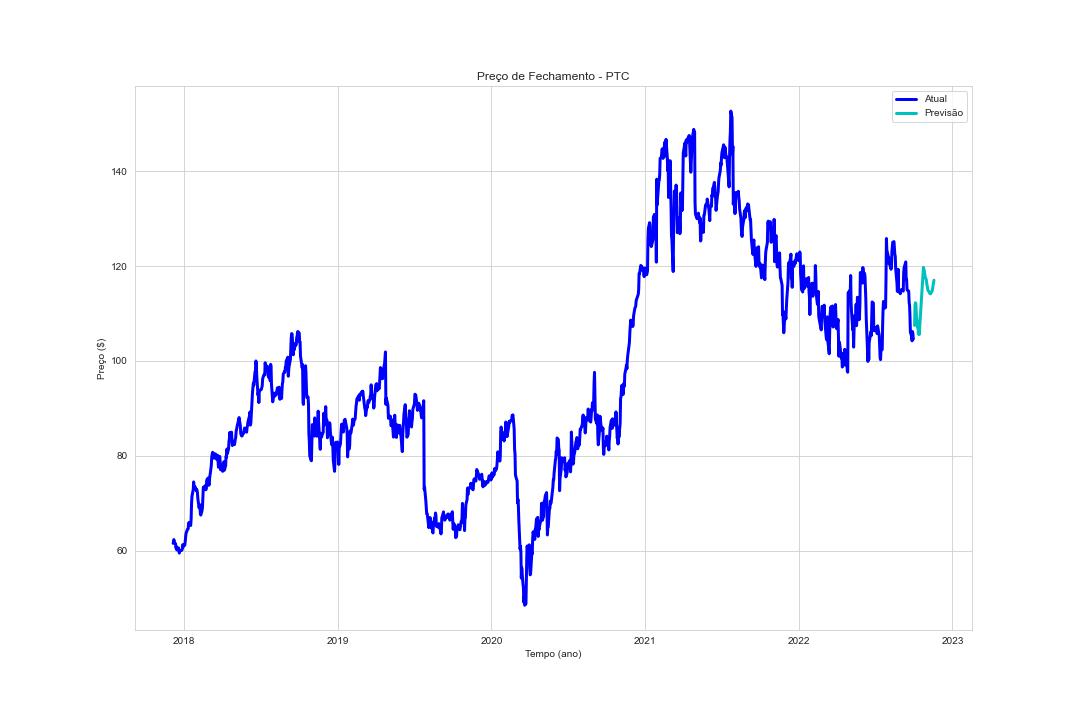 Preço de Fechamento - PTC
Atual
Previsão
140
120
100
80
60
Preço ($)
2018
2019
2020
2021
2022
2023
Tempo (ano)